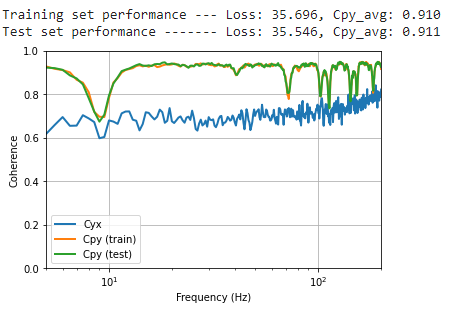 Training set performance --- Loss: 35.696, Cpy_avg: 0.910
Test set performance ------- Loss: 35.546, Cpy_avg: 0.911
1.0
0.8
0.6
0.4
0.2
0.0
Coherence
Cyx
Cpy (train)
Cpy (test)
10¹
10²
Frequency (Hz)